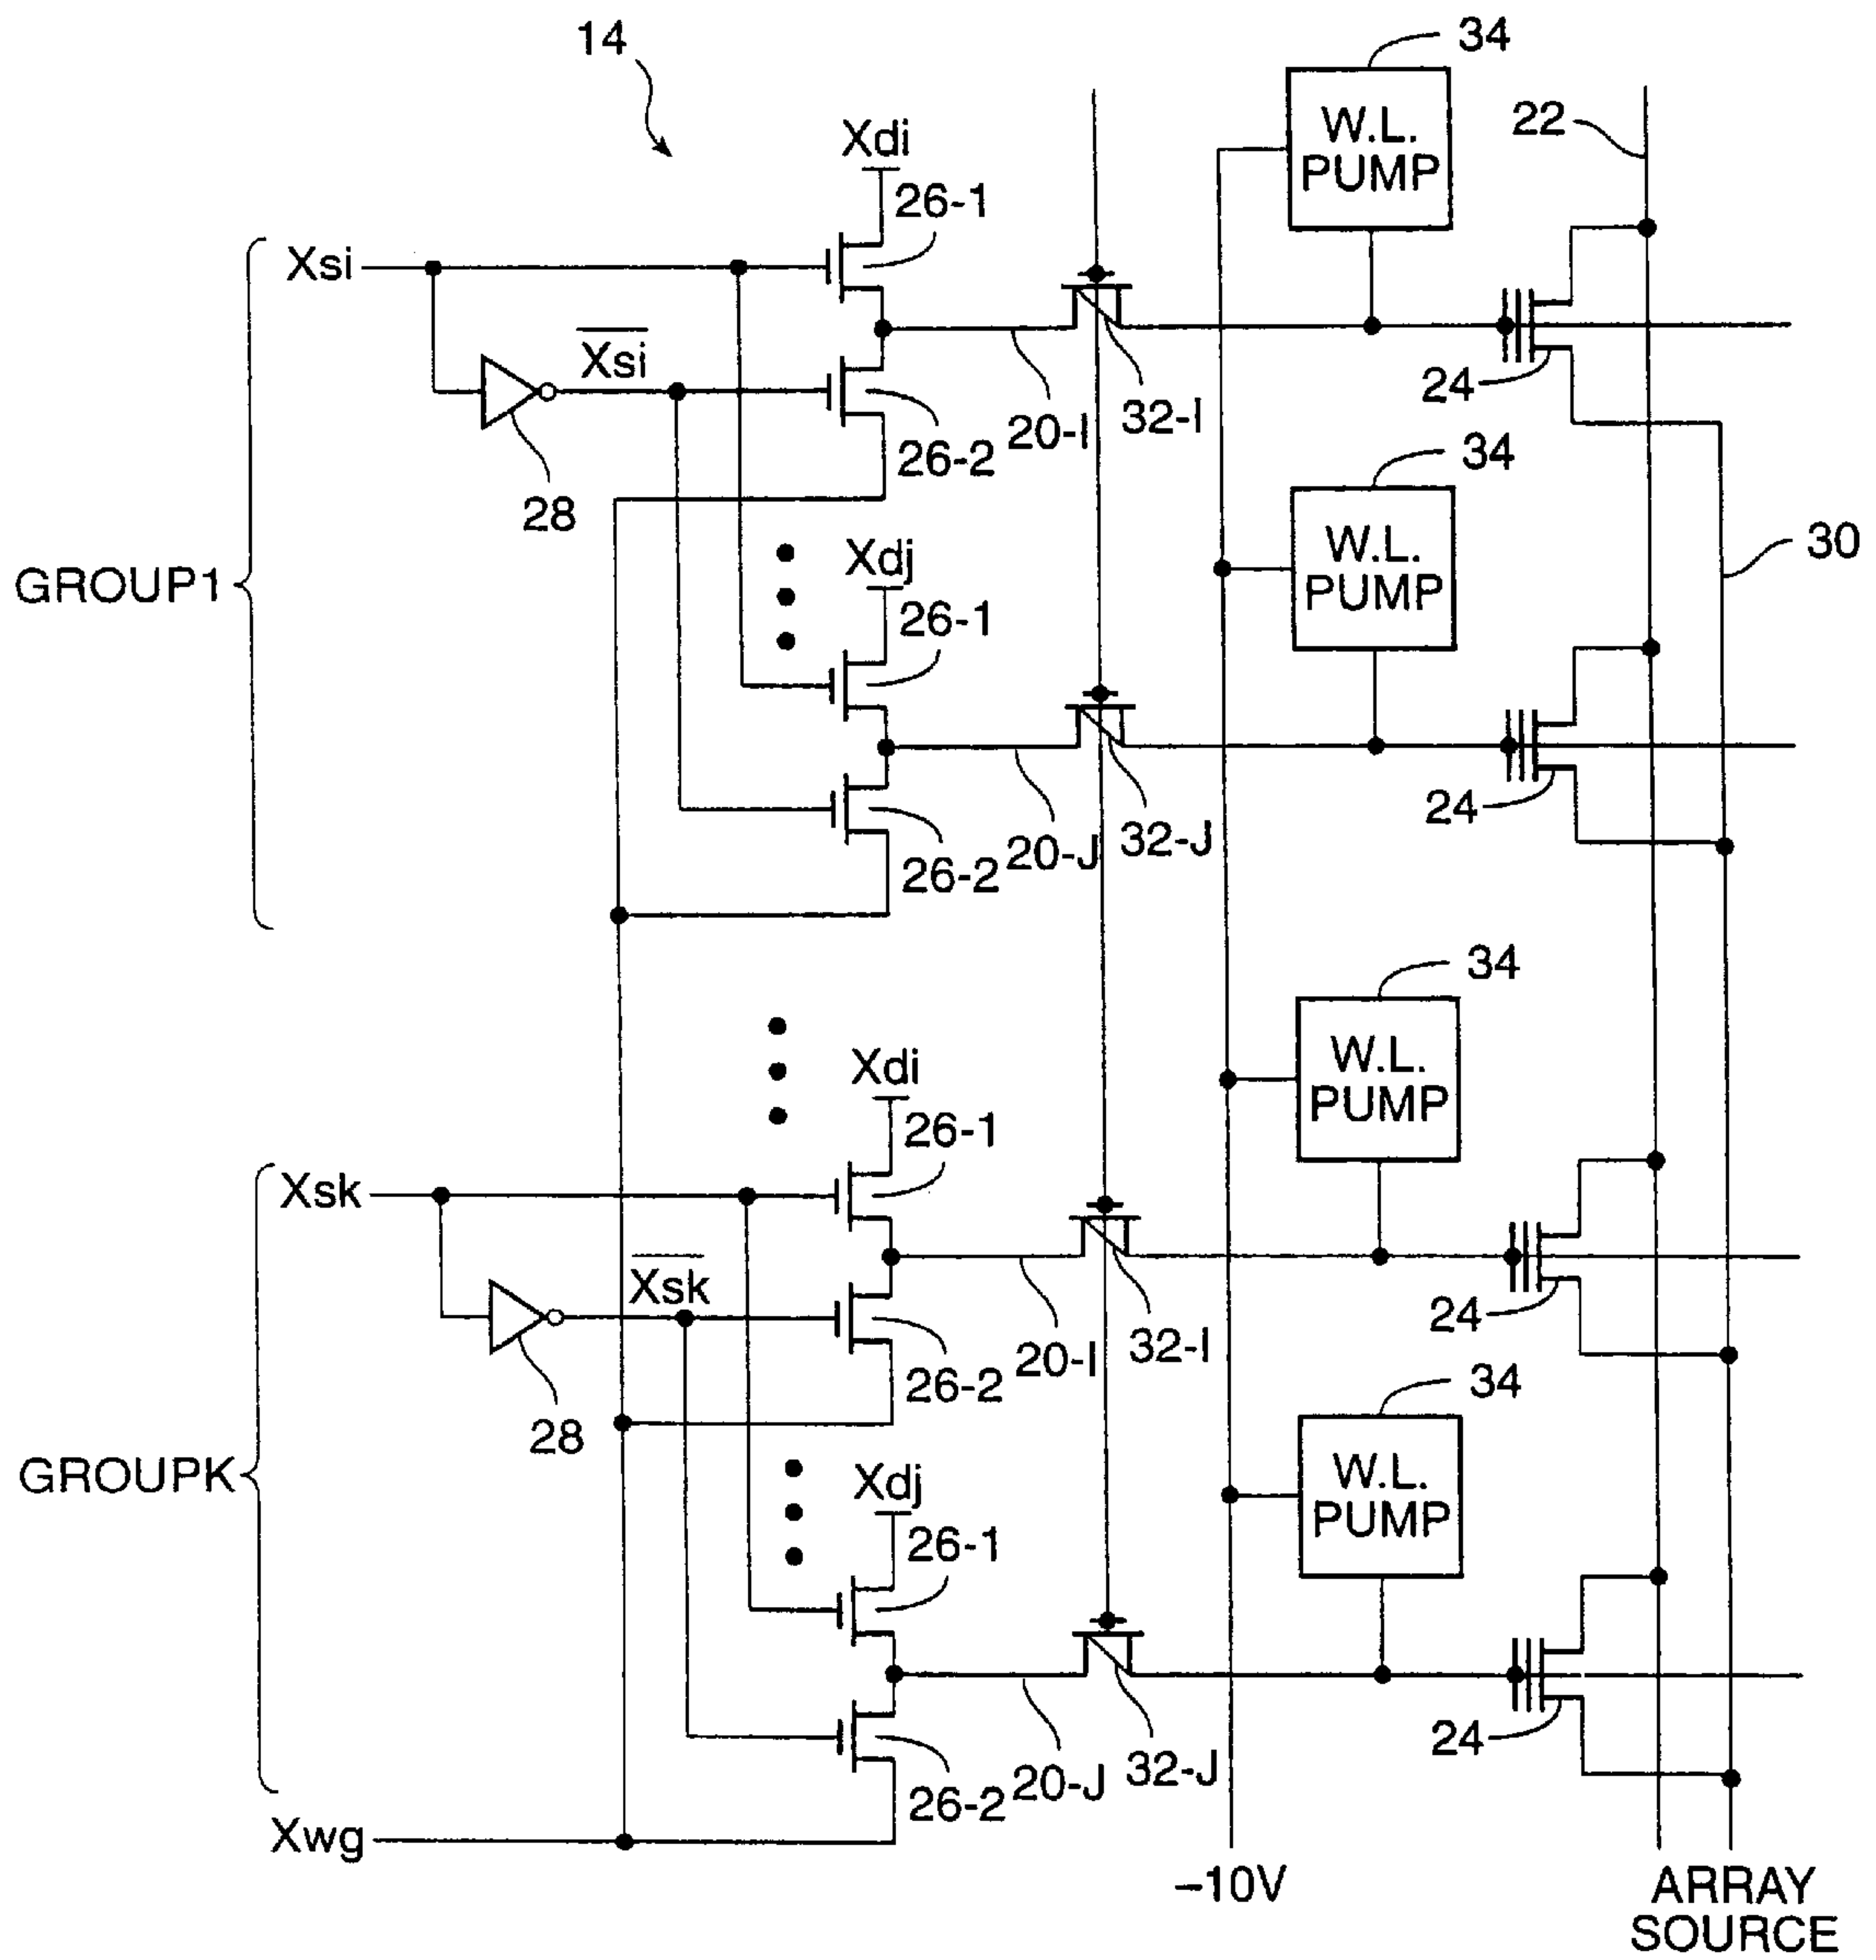 14
34
W.L.
PUMP
22
Xdi
26-1
Xsi
Xsi
28
26-2
20-I
32-I
24
34
W.L.
PUMP
30
GROUP1
Xdj
26-1
26-2
20-J
32-J
24
34
W.L.
PUMP
Xdi
26-1
Xsk
Xsk
28
26-2
20-I
32-I
24
34
W.L.
PUMP
GROUPK
Xdj
26-1
26-2
20-J
32-J
24
Xwg
–10V
ARRAY
SOURCE